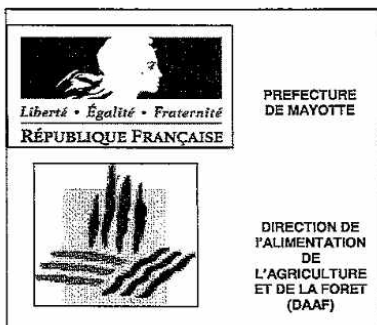 Liberté • Égalité • Fraternité
RÉPUBLIQUE FRANÇAISE
PREFECTURE
DE MAYOTTE
DIRECTION DE
l'ALIMENTATION
DE
L'AGRICULTURE
ET DE LA FORET
(DAAF)